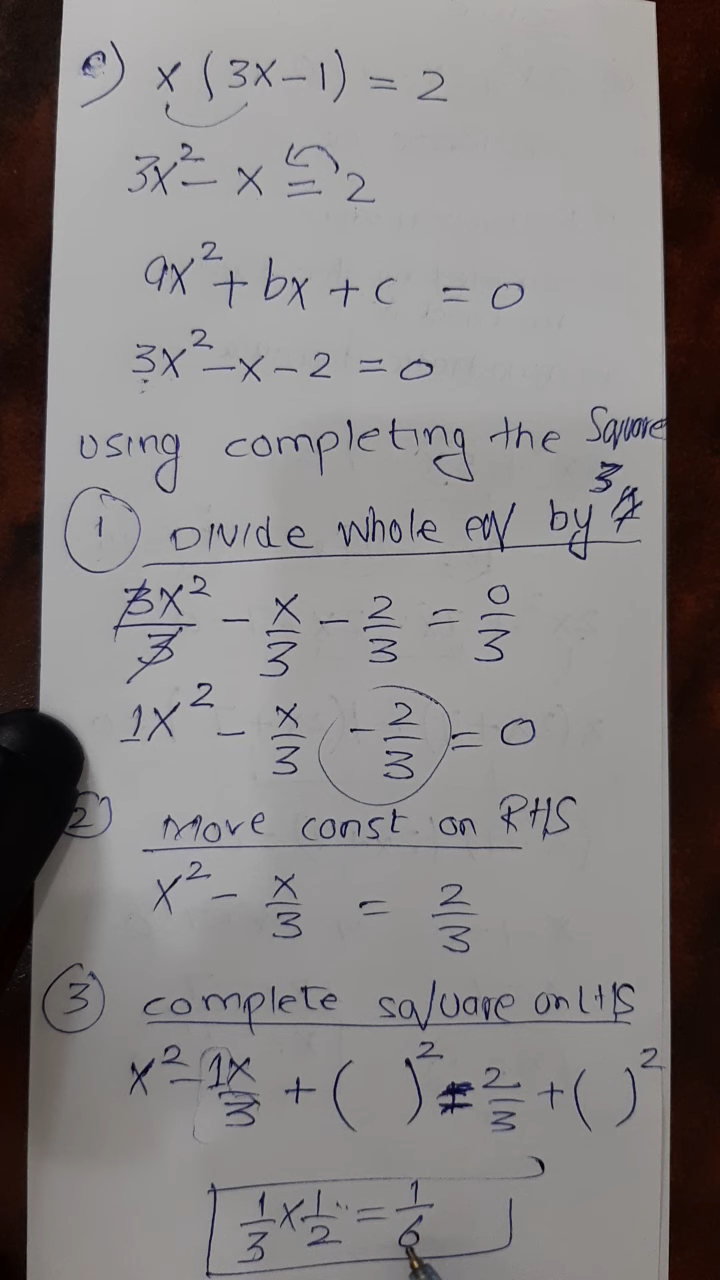 e) x (3x-1) = 2
3x² - x = 2
ax² + bx + c = 0
3x² - x - 2 = 0
using completing the Square
① Divide whole eq by 3
3x²/3 - x/3 - 2/3 = 0/3
1x² - x/3 - 2/3 = 0
② Move const. on RHS
x² - x/3 = 2/3
③ complete square on LHS
x² - 1x/3 + ( )² = 2/3 + ( )²
1/3 × 1/2 = 1/6